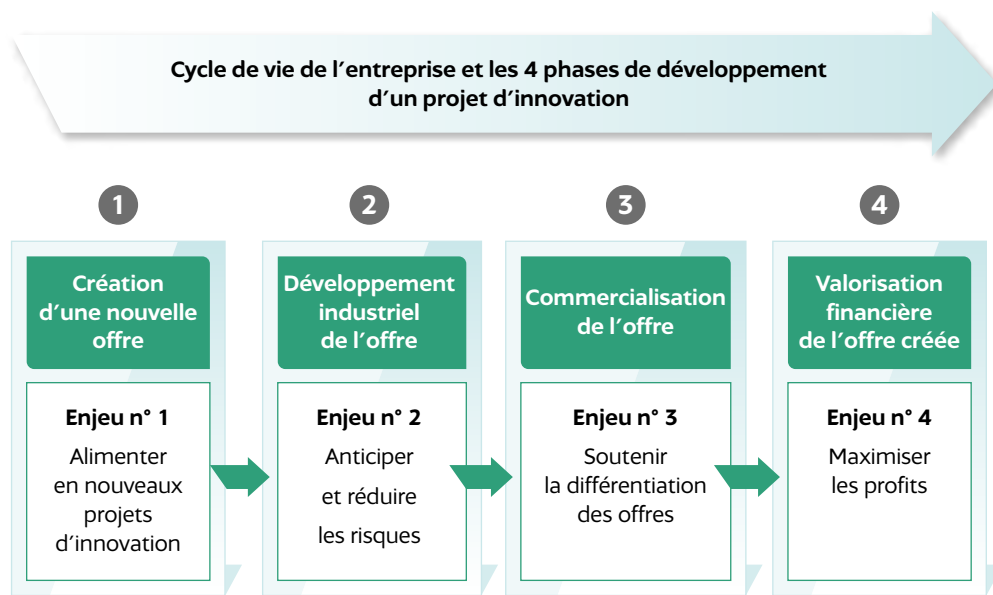 Cycle de vie de l’entreprise et les 4 phases de développement
d’un projet d’innovation
1
2
3
4
Création
d’une nouvelle
offre
Développement
industriel
de l’offre
Commercialisation
de l’offre
Valorisation
financière
de l’offre créée
Enjeu n° 1
Alimenter
en nouveaux
projets
d’innovation
Enjeu n° 2
Anticiper
et réduire
les risques
Enjeu n° 3
Soutenir
la différentiation
des offres
Enjeu n° 4
Maximiser
les profits